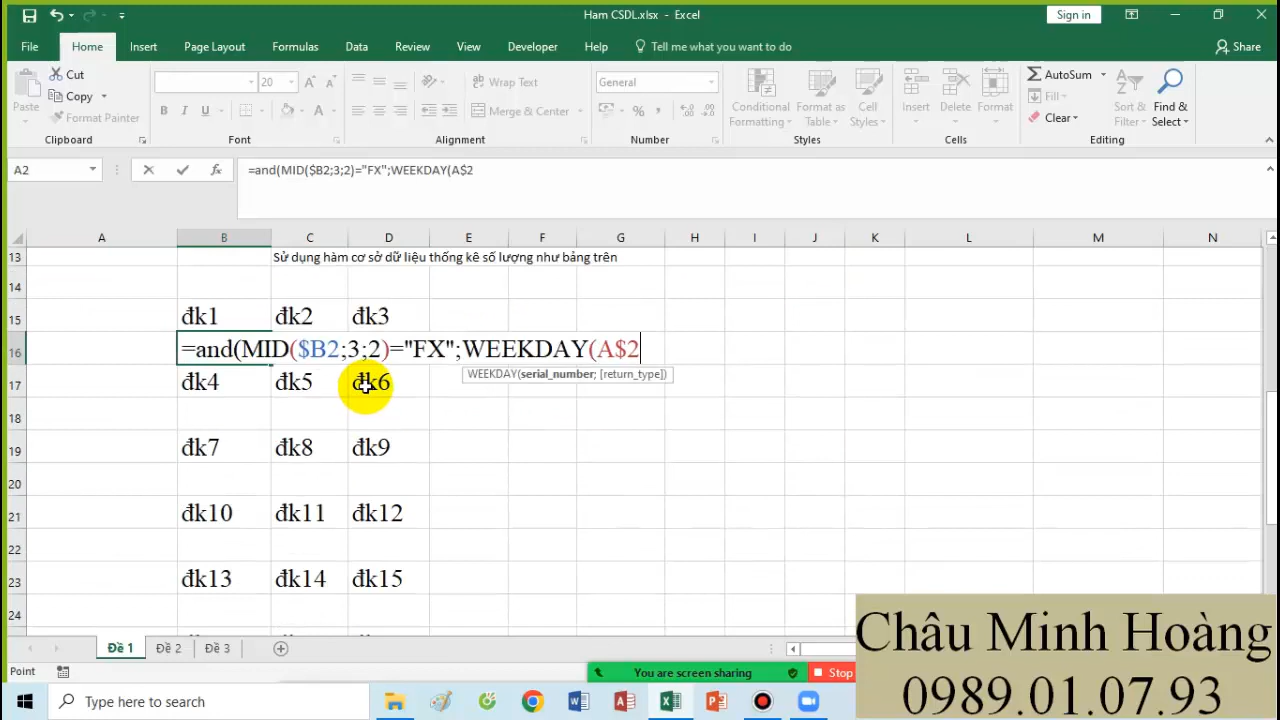 Ham CSDL.xlsx - Excel
Sign in
File Home Insert Page Layout Formulas Data Review View Developer Help Tell me what you want to do Share
Paste
Cut
Copy
Format Painter
Clipboard
20
A A
B I U
A
Font
ab
Wrap Text
Merge & Center
Alignment
General
% ,
Number
Conditional Formatting
Format as Table
Cell Styles
Styles
Insert
Delete
Format
Cells
AutoSum
Fill
Clear
Sort & Filter
Find & Select
Editing
A2
fx
=and(MID($B2;3;2)="FX";WEEKDAY(A$2
A B C D E F G H I J K L M N
13 Sử dụng hàm cơ sở dữ liệu thống kê số lượng như bảng trên
14
15 đk1 đk2 đk3
16 =and(MID($B2;3;2)="FX";WEEKDAY(A$2
WEEKDAY(serial_number; [return_type])
17 đk4 đk5 đk6
18
19 đk7 đk8 đk9
20
21 đk10 đk11 đk12
22
23 đk13 đk14 đk15
24
Đề 1 Đề 2 Đề 3
Point
You are screen sharing
Stop
Type here to search
Châu Minh Hoàng
0989.01.07.93